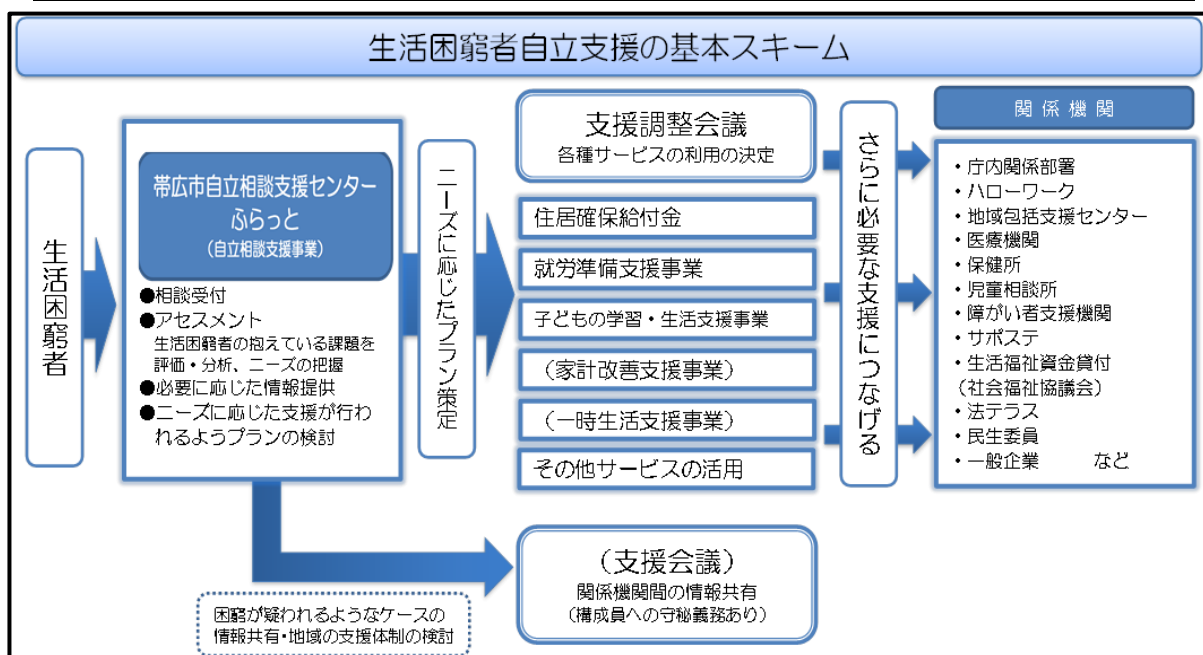 生活困窮者自立支援の基本スキーム
生活困窮者
帯広市自立相談支援センター
ふらっと
（自立相談支援事業）
●相談受付
●アセスメント
生活困窮者の抱えている課題を
評価・分析、ニーズの把握
●必要に応じた情報提供
●ニーズに応じた支援が行わ
れるようプランの検討
ニーズに応じたプラン策定
支援調整会議
各種サービスの利用の決定
住居確保給付金
就労準備支援事業
子どもの学習・生活支援事業
（家計改善支援事業）
（一時生活支援事業）
その他サービスの活用
さらに必要な支援につなげる
関係機関
・庁内関係部署
・ハローワーク
・地域包括支援センター
・医療機関
・保健所
・児童相談所
・障がい者支援機関
・サポステ
・生活福祉資金貸付
（社会福祉協議会）
・法テラス
・民生委員
・一般企業　　など
困窮が疑われるようなケースの
情報共有・地域の支援体制の検討
（支援会議）
関係機関間の情報共有
（構成員への守秘義務あり）